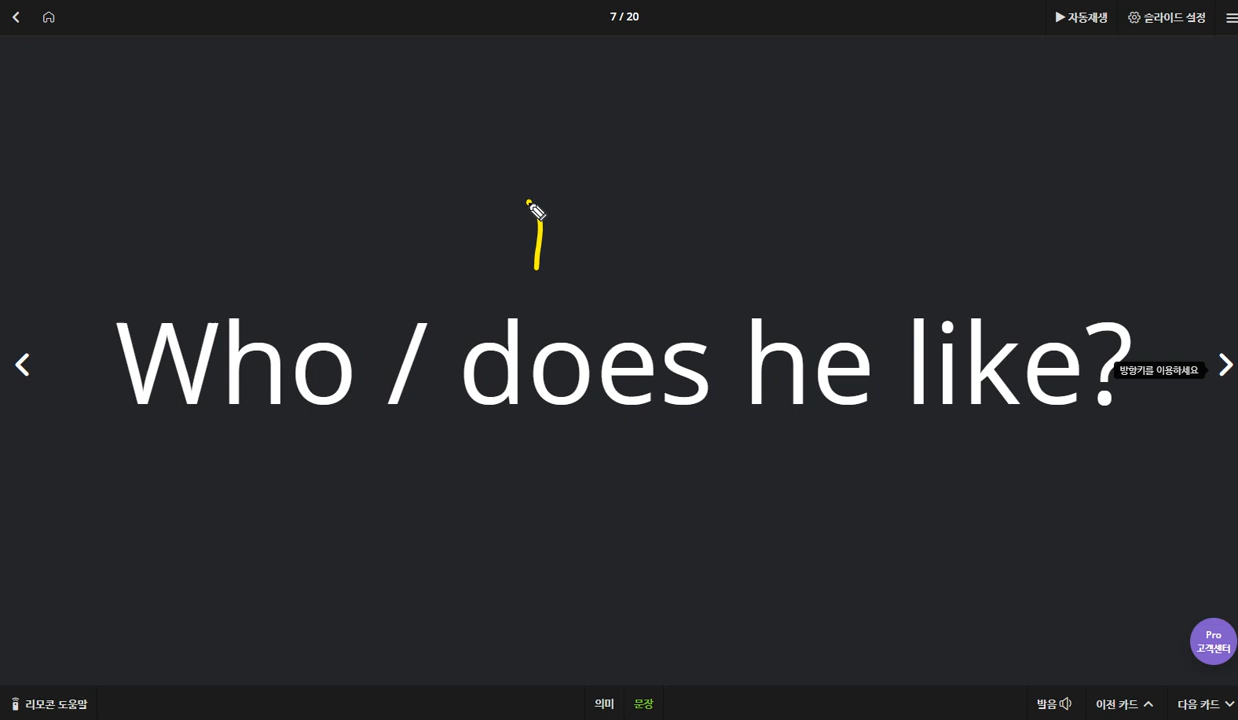 7 / 20
▶ 자동재생
슬라이드 설정
Who / does he like?
방향키를 이용하세요
Pro
고객센터
리모콘 도움말
의미
문장
발음
이전 카드
다음 카드